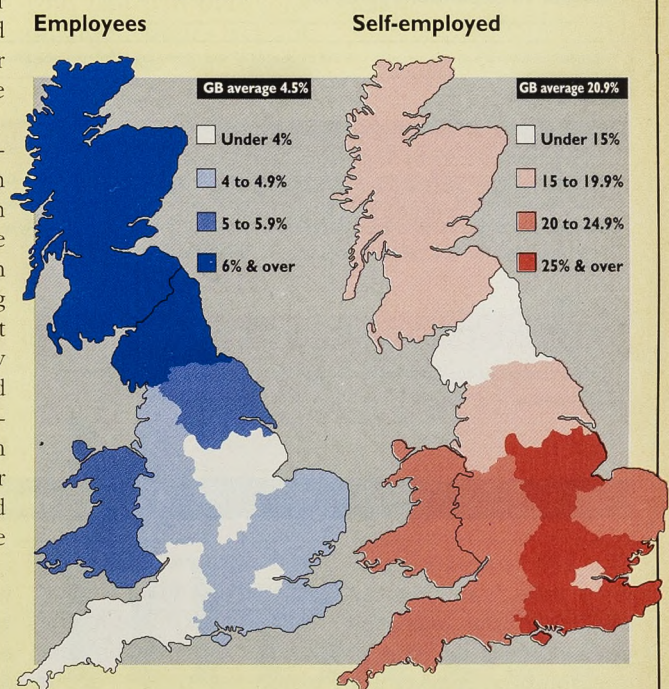 Employees
GB average 4.5%
Under 4%
4 to 4.9%
5 to 5.9%
6% & over
Self-employed
GB average 20.9%
Under 15%
15 to 19.9%
20 to 24.9%
25% & over